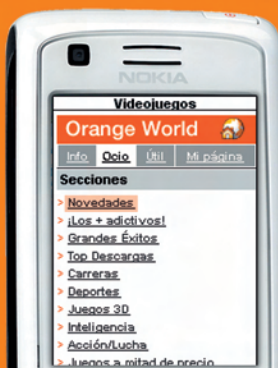 NOKIA
Videojuegos
Orange World
Info Ocio Útil Mi página
Secciones
> Novedades
> ¡Los + adictivos!
> Grandes Éxitos
> Top Descargas
> Carreras
> Deportes
> Juegos 3D
> Inteligencia
> Acción/Lucha
> Juegos a mitad de precio